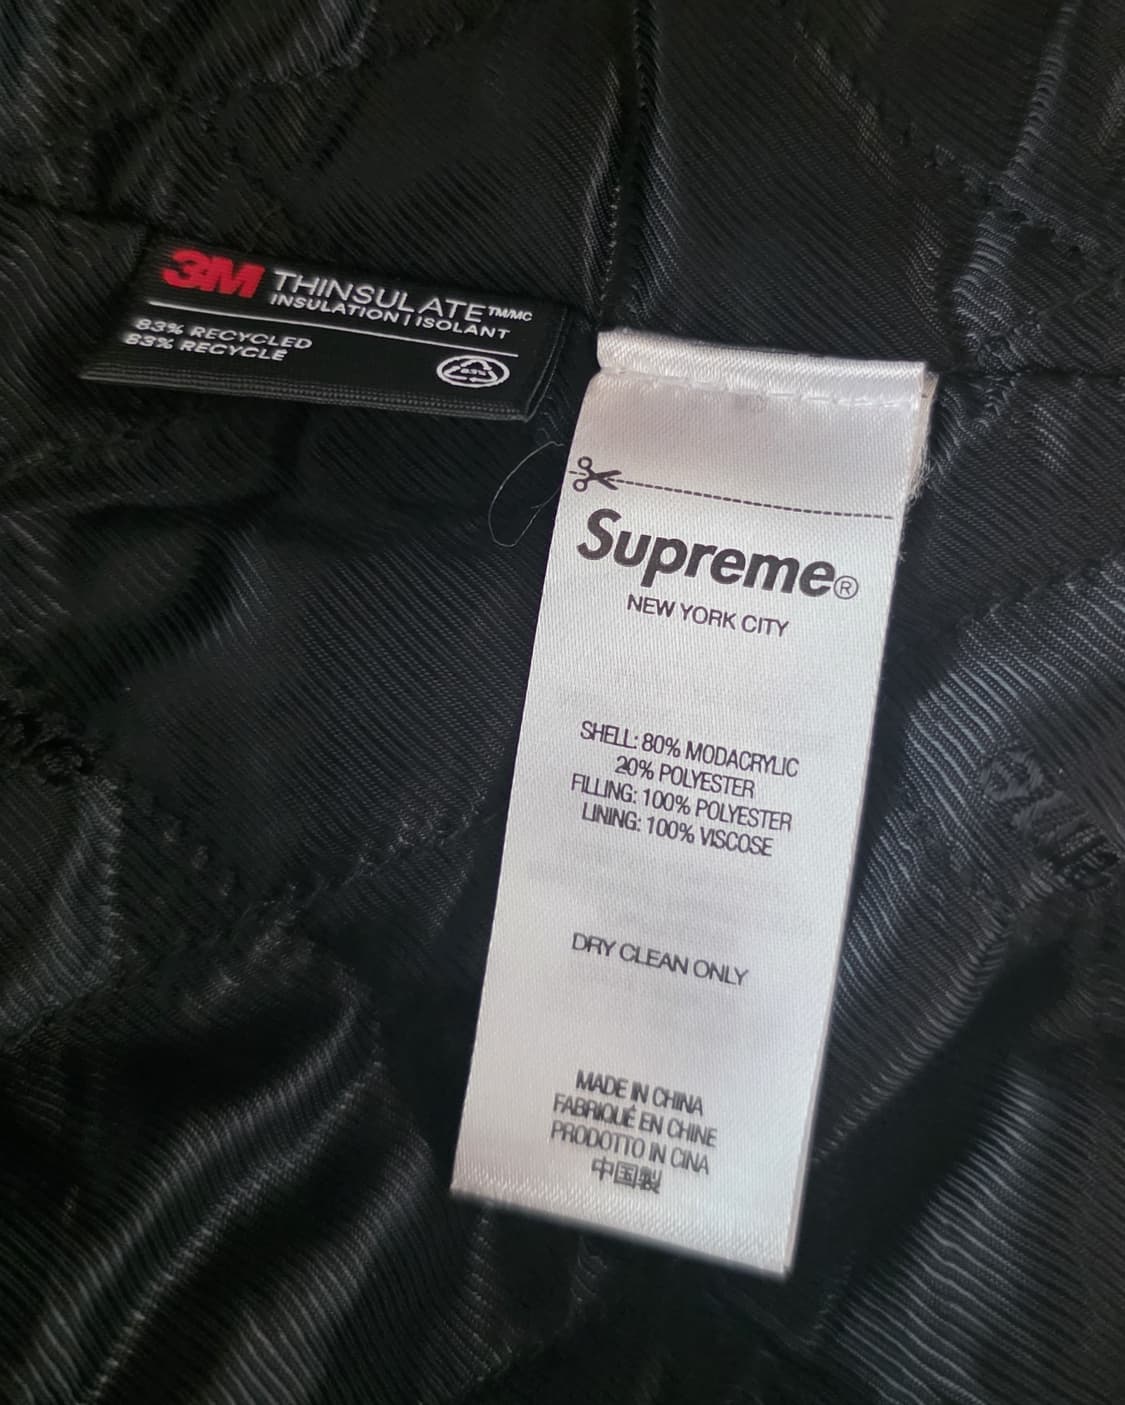 3M THINSULATE™/MC
INSULATION | ISOLANT
83% RECYCLED
83% RECYCLÉ
Supreme®
NEW YORK CITY
SHELL: 80% MODACRYLIC
20% POLYESTER
FILLING: 100% POLYESTER
LINING: 100% VISCOSE
DRY CLEAN ONLY
MADE IN CHINA
FABRIQUÉ EN CHINE
PRODOTTO IN CINA
中国製